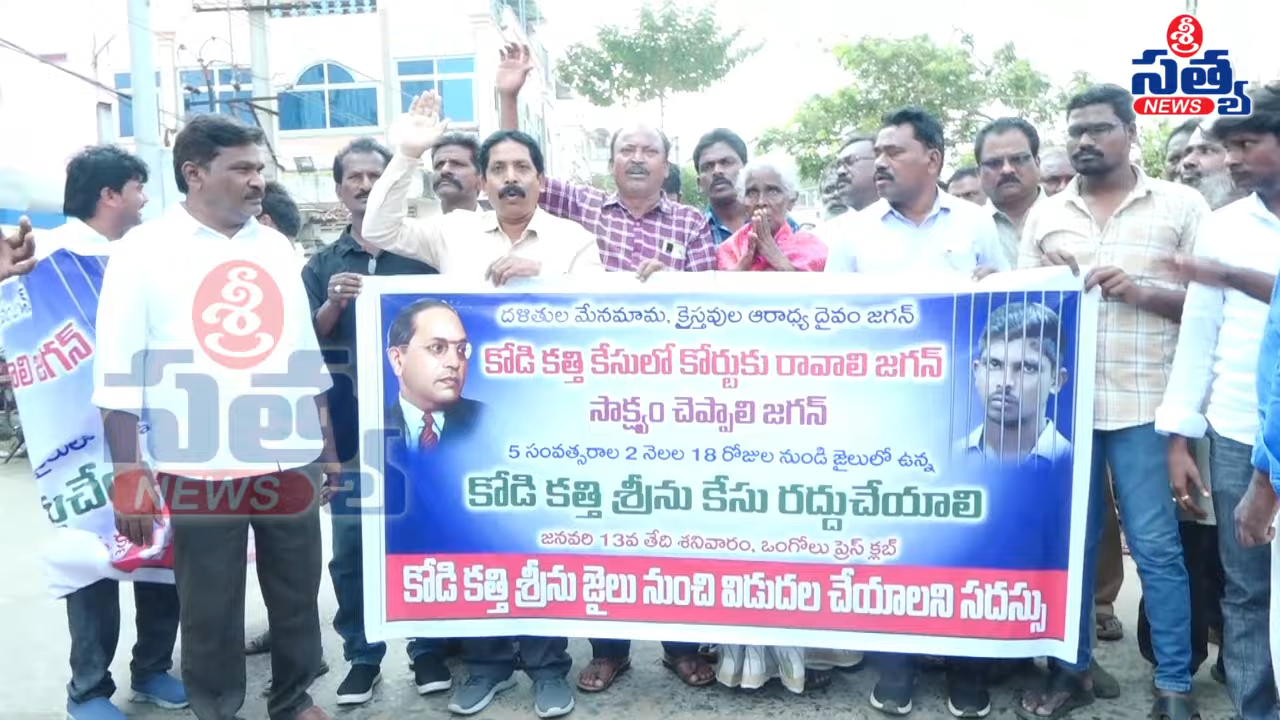 శ్రీ
సత్య
NEWS
దళితుల మేనమామ, క్రైస్తవుల ఆరాధ్య దైవం జగన్
కోడి కత్తి కేసులో కోర్టుకు రావాలి జగన్
సాక్ష్యం చెప్పాలి జగన్
5 సంవత్సరాల 2 నెలల 18 రోజుల నుండి జైలులో ఉన్న
కోడి కత్తి శ్రీను కేసు రద్దుచేయాలి
జనవరి 13వ తేది శనివారం, ఒంగోలు ప్రెస్ క్లబ్
కోడి కత్తి శ్రీను జైలు నుంచి విడుదల చేయాలని సదస్సు
శ్రీ
సత్య
NEWS
జగన్